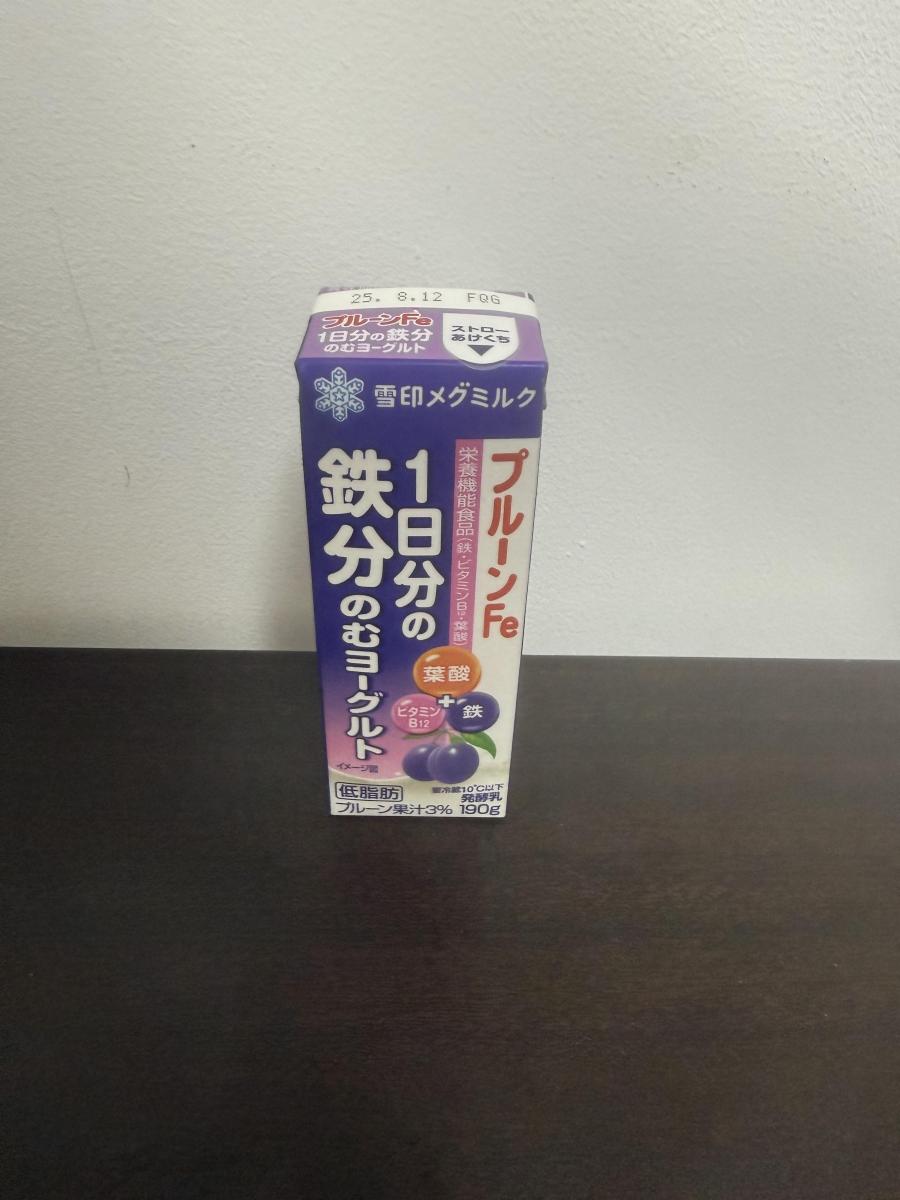 25. 8.12 FQG
プルーンFe
1日分の鉄分
のむヨーグルト
ストロー
あけくち
雪印メグミルク
プルーンFe
栄養機能食品(鉄・ビタミンB12・葉酸)
1日分の
鉄分のむヨーグルト
葉酸
+
ビタミン
B12
鉄
イメージ図
低脂肪
要冷蔵10℃以下
発酵乳
プルーン果汁3% 190g